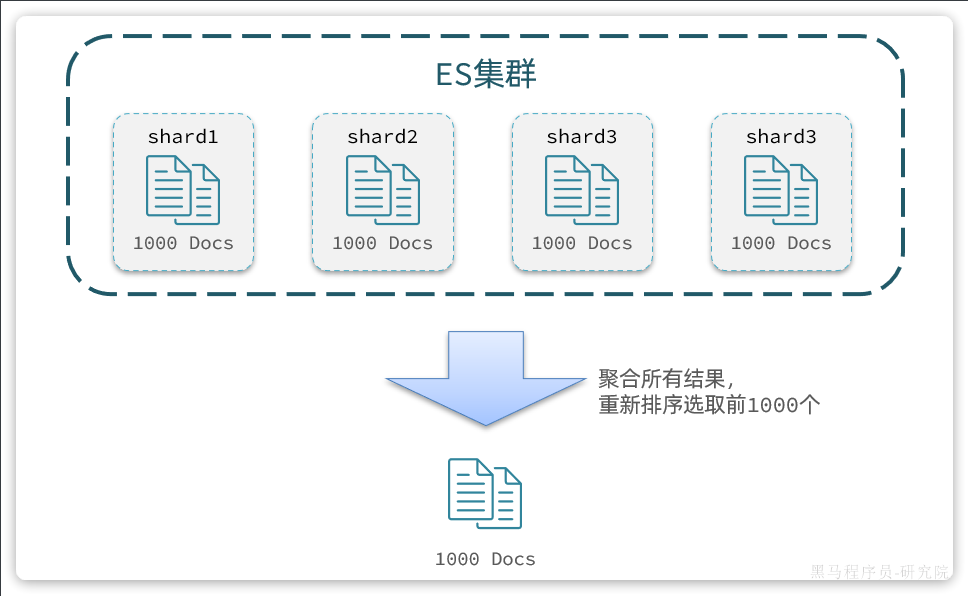 ES集群
shard1
shard2
shard3
shard3
1000 Docs
1000 Docs
1000 Docs
1000 Docs
聚合所有结果,
重新排序选取前1000个
1000 Docs
黑马程序员-研究院